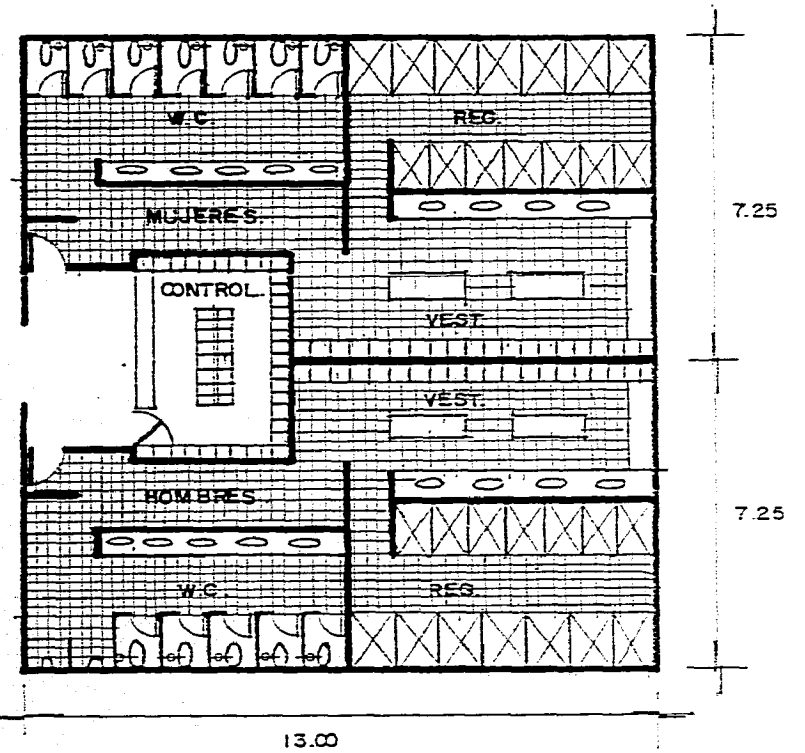 W.C.
REG.
MUJERES.
7.25
CONTROL.
VEST.
VEST.
HOMBRES.
7.25
W.C.
REG.
13.00